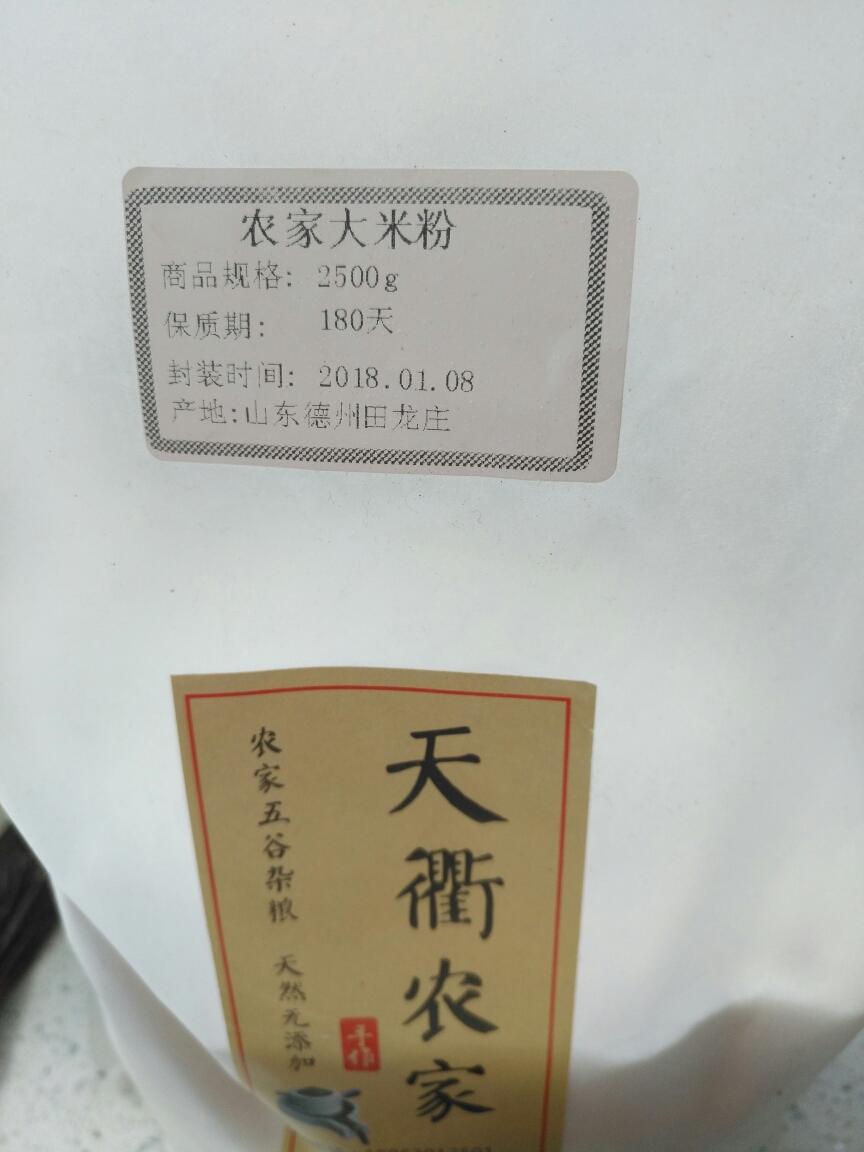 农家大米粉
商品规格: 2500g
保质期: 180天
封装时间: 2018.01.08
产地:山东德州田龙庄
天衢农家
农家五谷杂粮 天然无添加
手作